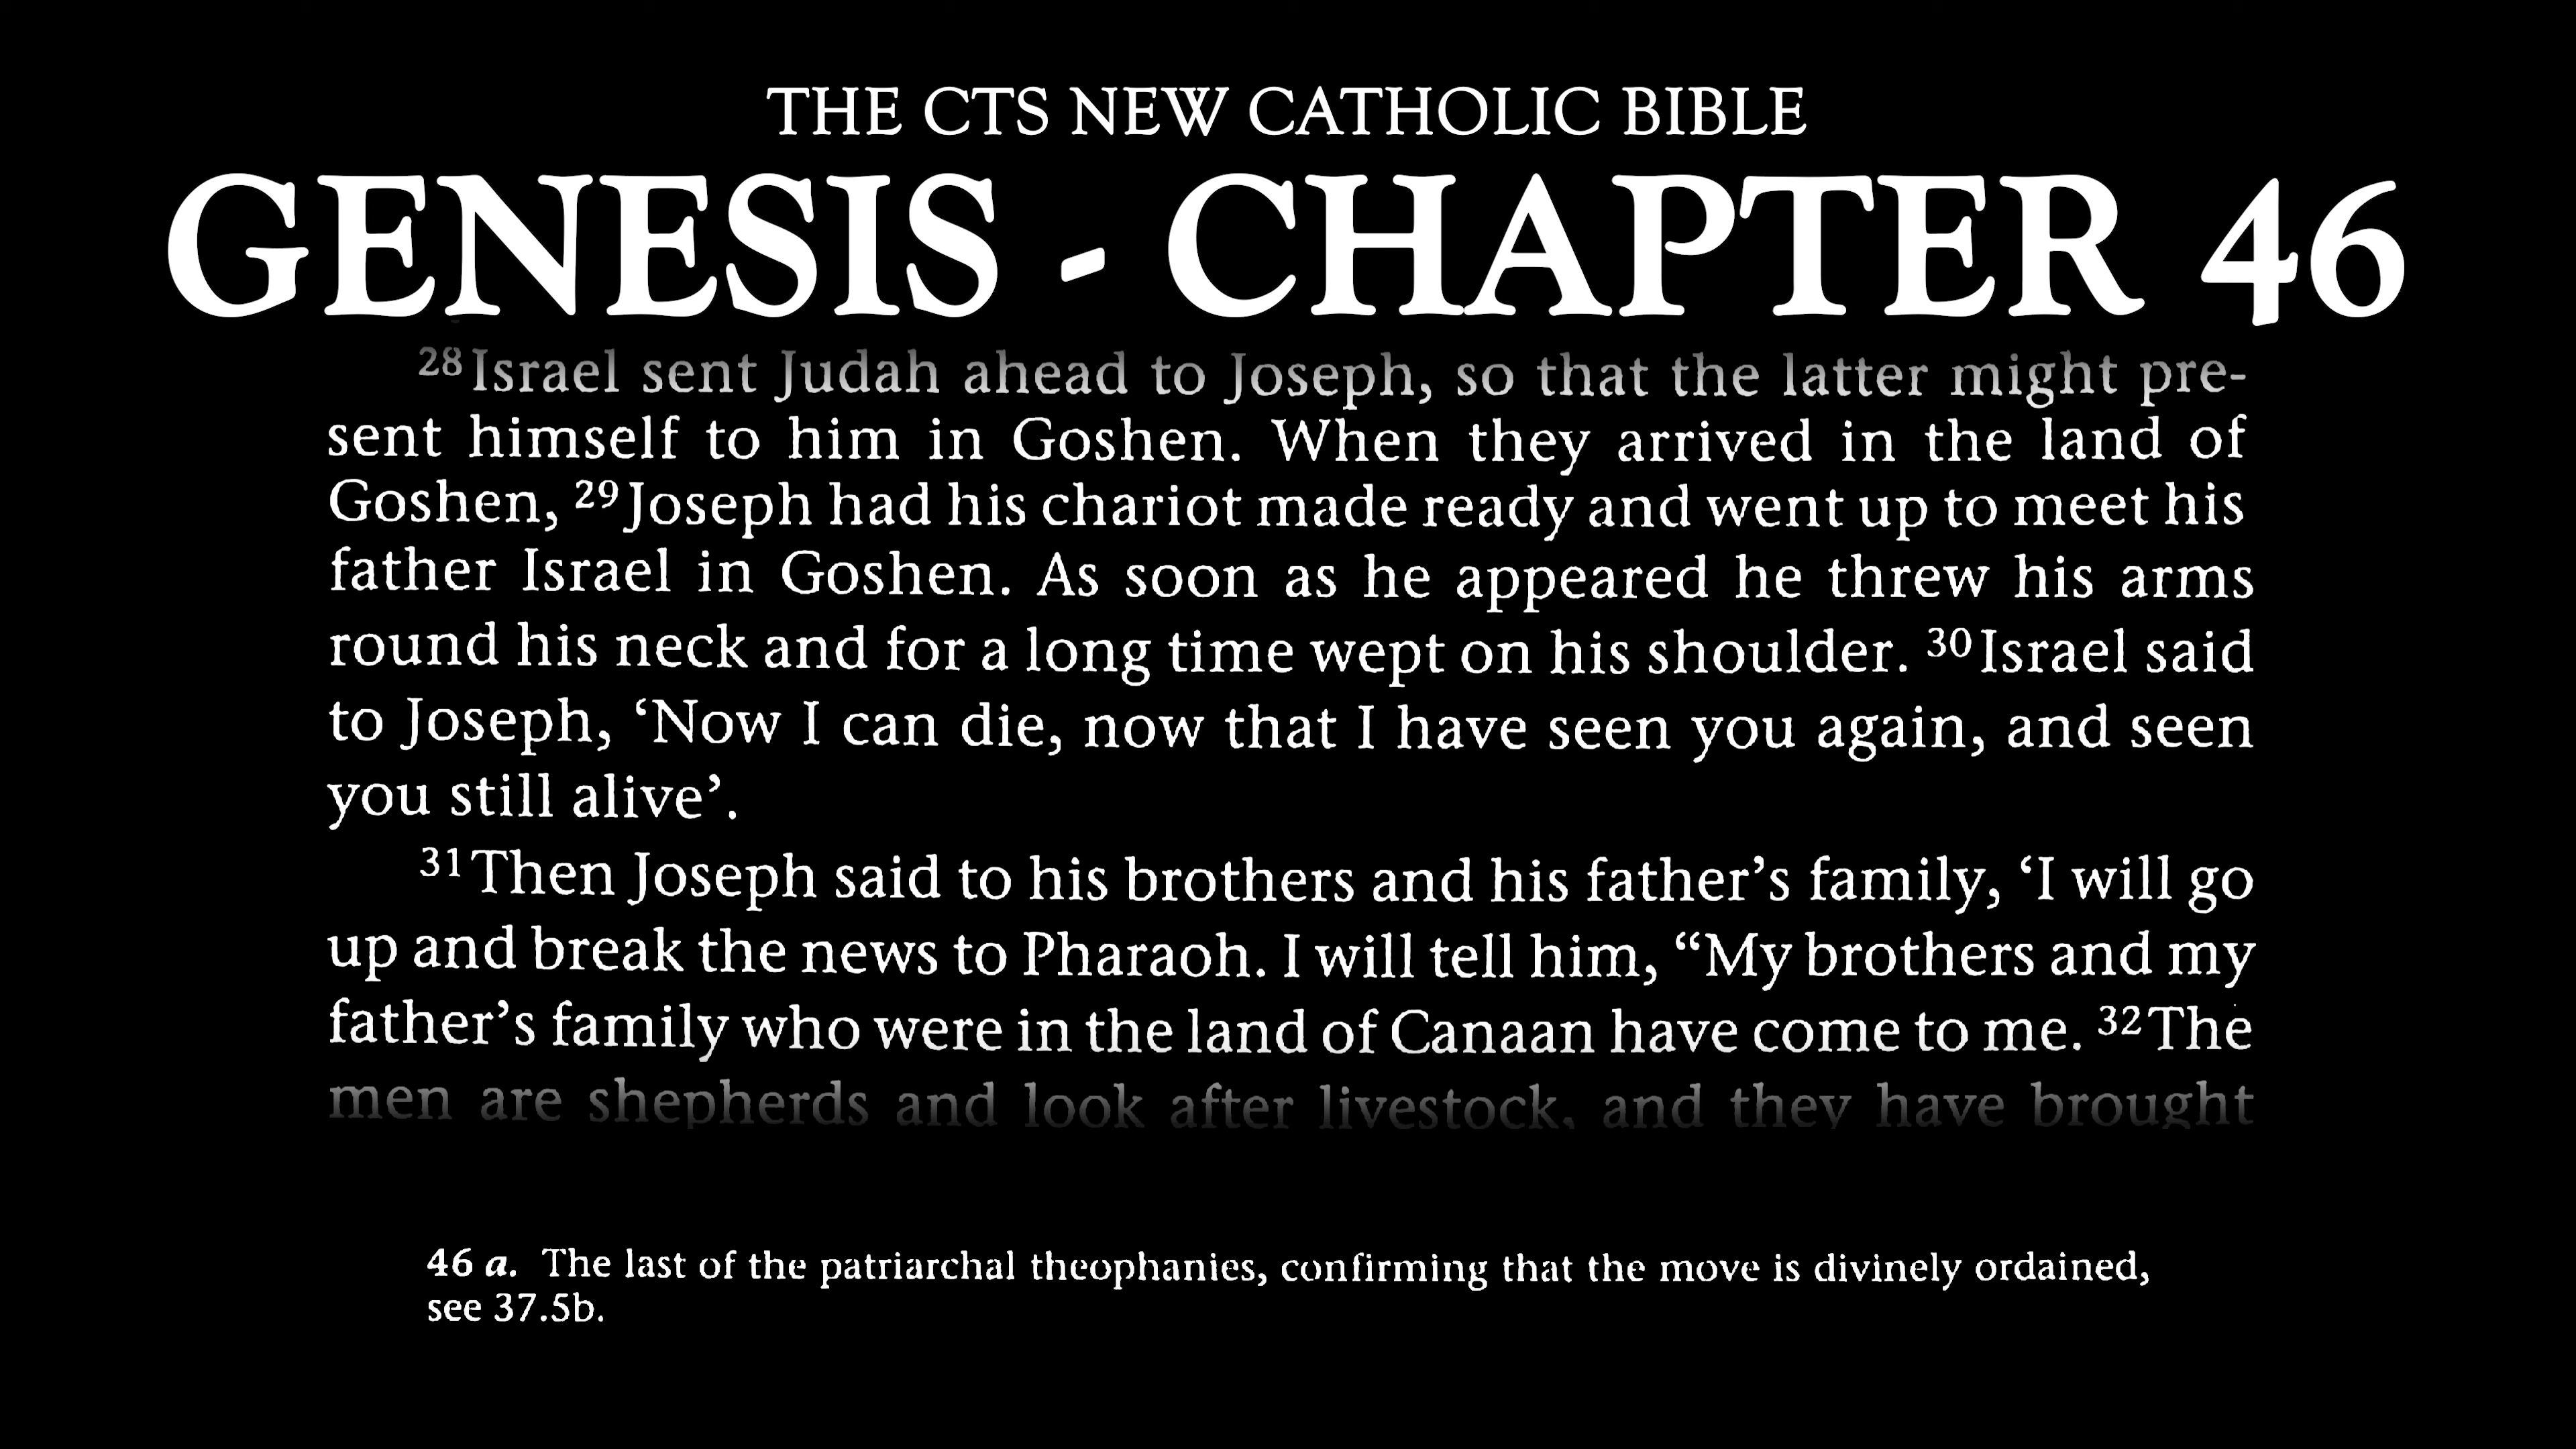 THE CTS NEW CATHOLIC BIBLE
GENESIS - CHAPTER 46
28Israel sent Judah ahead to Joseph, so that the latter might pre-
sent himself to him in Goshen. When they arrived in the land of
Goshen, 29Joseph had his chariot made ready and went up to meet his
father Israel in Goshen. As soon as he appeared he threw his arms
round his neck and for a long time wept on his shoulder. 30Israel said
to Joseph, ‘Now I can die, now that I have seen you again, and seen
you still alive’.
31Then Joseph said to his brothers and his father’s family, ‘I will go
up and break the news to Pharaoh. I will tell him, “My brothers and my
father’s family who were in the land of Canaan have come to me. 32The
men are shepherds and look after livestock, and they have brought
46 a. The last of the patriarchal theophanies, confirming that the move is divinely ordained,
see 37.5b.